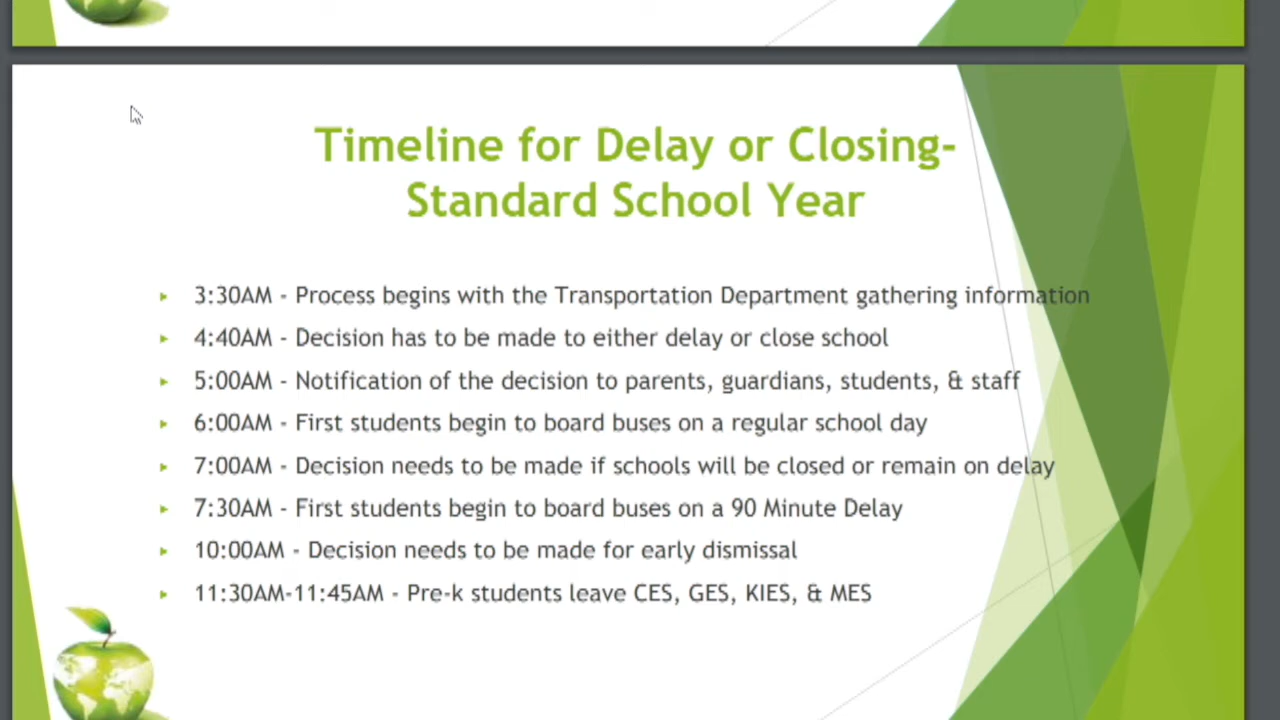 Timeline for Delay or Closing-
Standard School Year
3:30AM - Process begins with the Transportation Department gathering information
4:40AM - Decision has to be made to either delay or close school
5:00AM - Notification of the decision to parents, guardians, students, & staff
6:00AM - First students begin to board buses on a regular school day
7:00AM - Decision needs to be made if schools will be closed or remain on delay
7:30AM - First students begin to board buses on a 90 Minute Delay
10:00AM - Decision needs to be made for early dismissal
11:30AM-11:45AM - Pre-k students leave CES, GES, KIES, & MES